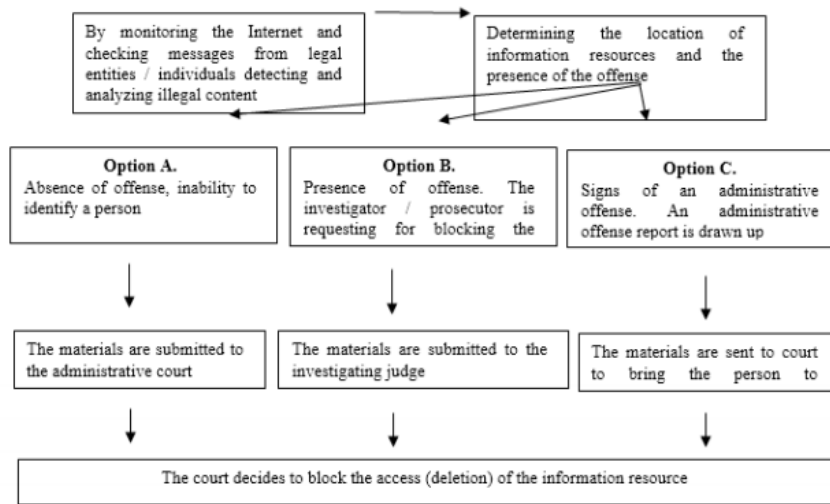 By monitoring the Internet and
checking messages from legal
entities / individuals detecting and
analyzing illegal content
Determining the location of
information resources and the
presence of the offense
Option A.
Absence of offense, inability to
identify a person
Option B.
Presence of offense. The
investigator / prosecutor is
requesting for blocking the
Option C.
Signs of an administrative
offense. An administrative
offense report is drawn up
The materials are submitted to
the administrative court
The materials are submitted to the
investigating judge
The materials are sent to court
to bring the person to
The court decides to block the access (deletion) of the information resource